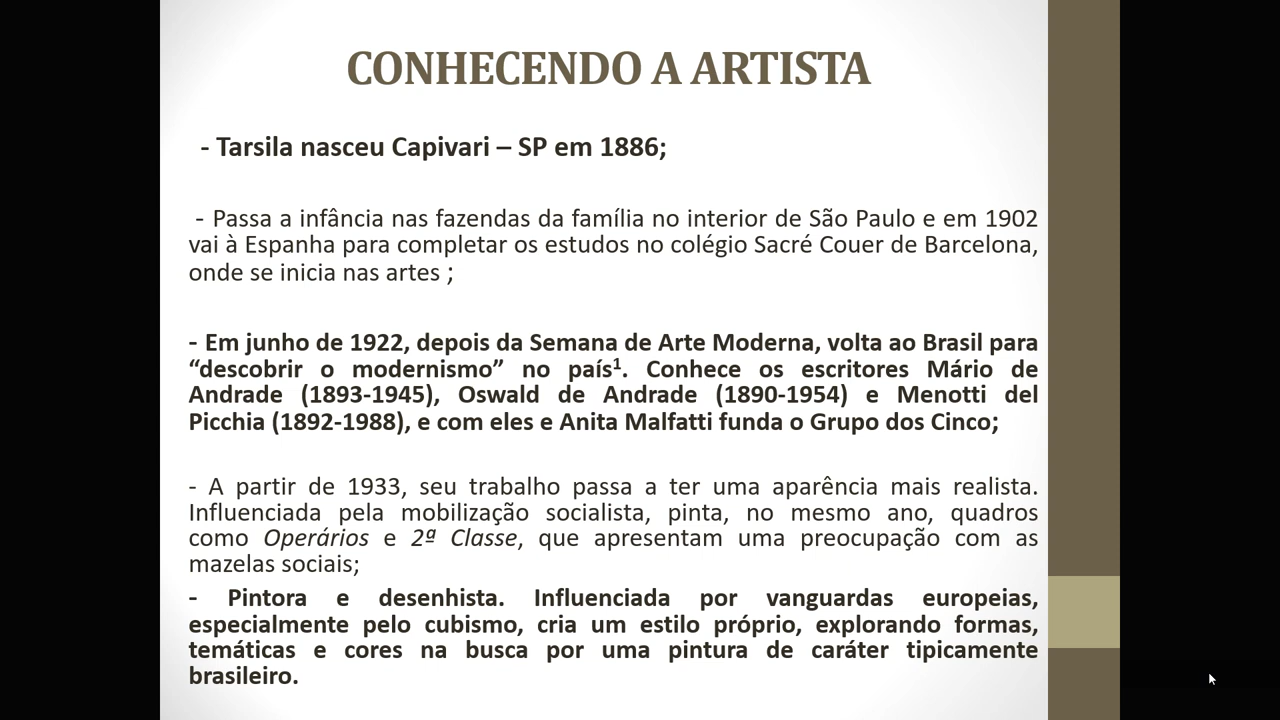 CONHECENDO A ARTISTA
- Tarsila nasceu Capivari – SP em 1886;
- Passa a infância nas fazendas da família no interior de São Paulo e em 1902
vai à Espanha para completar os estudos no colégio Sacré Couer de Barcelona,
onde se inicia nas artes ;
- Em junho de 1922, depois da Semana de Arte Moderna, volta ao Brasil para
“descobrir o modernismo” no país¹. Conhece os escritores Mário de
Andrade (1893-1945), Oswald de Andrade (1890-1954) e Menotti del
Picchia (1892-1988), e com eles e Anita Malfatti funda o Grupo dos Cinco;
- A partir de 1933, seu trabalho passa a ter uma aparência mais realista.
Influenciada pela mobilização socialista, pinta, no mesmo ano, quadros
como Operários e 2ª Classe, que apresentam uma preocupação com as
mazelas sociais;
- Pintora e desenhista. Influenciada por vanguardas europeias,
especialmente pelo cubismo, cria um estilo próprio, explorando formas,
temáticas e cores na busca por uma pintura de caráter tipicamente
brasileiro.